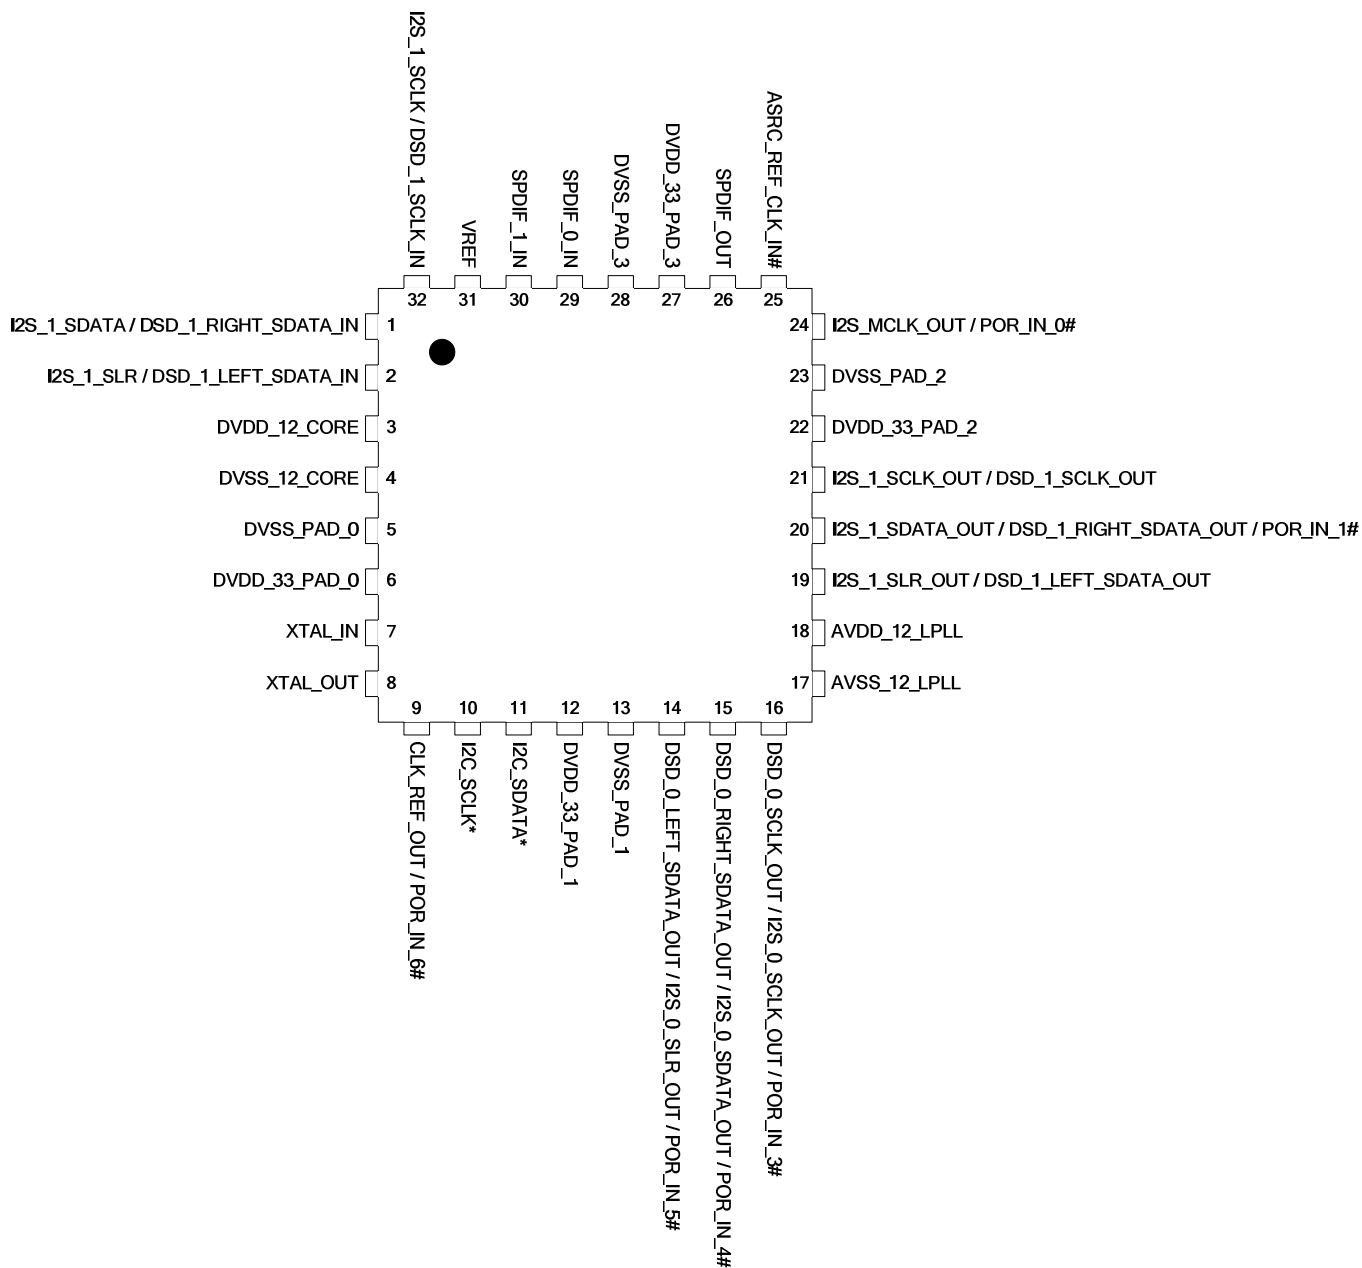 I2S_1_SCLK / DSD_1_SCLK_IN
VREF
SPDIF_1_IN
SPDIF_0_IN
DVSS_PAD_3
DVDD_33_PAD_3
SPDIF_OUT
ASRC_REF_CLK_IN#
32 31 30 29 28 27 26 25
I2S_1_SDATA / DSD_1_RIGHT_SDATA_IN 1
I2S_1_SLR / DSD_1_LEFT_SDATA_IN 2
DVDD_12_CORE 3
DVSS_12_CORE 4
DVSS_PAD_0 5
DVDD_33_PAD_0 6
XTAL_IN 7
XTAL_OUT 8
24 I2S_MCLK_OUT / POR_IN_0#
23 DVSS_PAD_2
22 DVDD_33_PAD_2
21 I2S_1_SCLK_OUT / DSD_1_SCLK_OUT
20 I2S_1_SDATA_OUT / DSD_1_RIGHT_SDATA_OUT / POR_IN_1#
19 I2S_1_SLR_OUT / DSD_1_LEFT_SDATA_OUT
18 AVDD_12_LPLL
17 AVSS_12_LPLL
9 10 11 12 13 14 15 16
CLK_REF_OUT / POR_IN_6#
I2C_SCLK*
I2C_SDATA*
DVDD_33_PAD_1
DVSS_PAD_1
DSD_0_LEFT_SDATA_OUT / I2S_0_SLR_OUT / POR_IN_5#
DSD_0_RIGHT_SDATA_OUT / I2S_0_SDATA_OUT / POR_IN_4#
DSD_0_SCLK_OUT / I2S_0_SCLK_OUT / POR_IN_3#